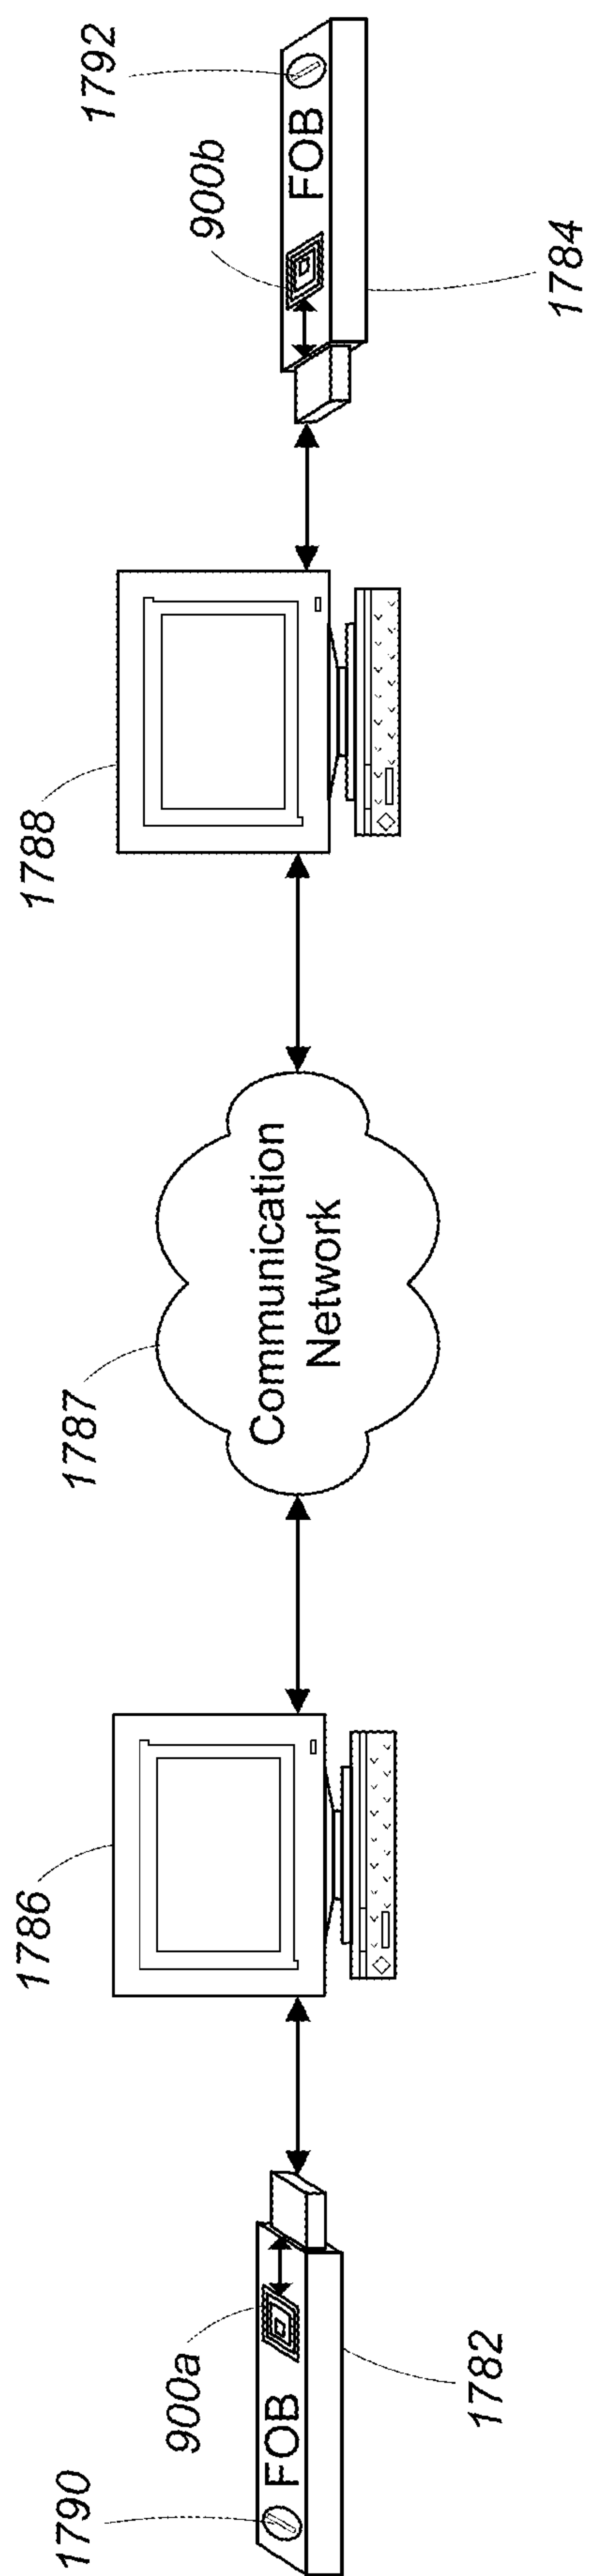 1790
FOB
900a
1782
1786
1787
Communication
Network
1788
900b
FOB
1792
1784